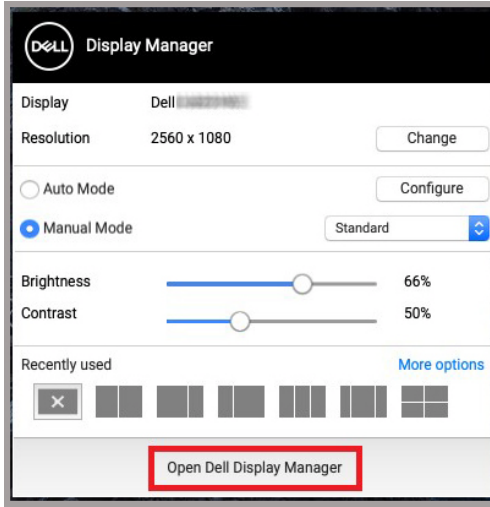 DELL Display Manager
Display Dell
Resolution 2560 x 1080 Change
Auto Mode Configure
Manual Mode Standard
Brightness 66%
Contrast 50%
Recently used More options
Open Dell Display Manager